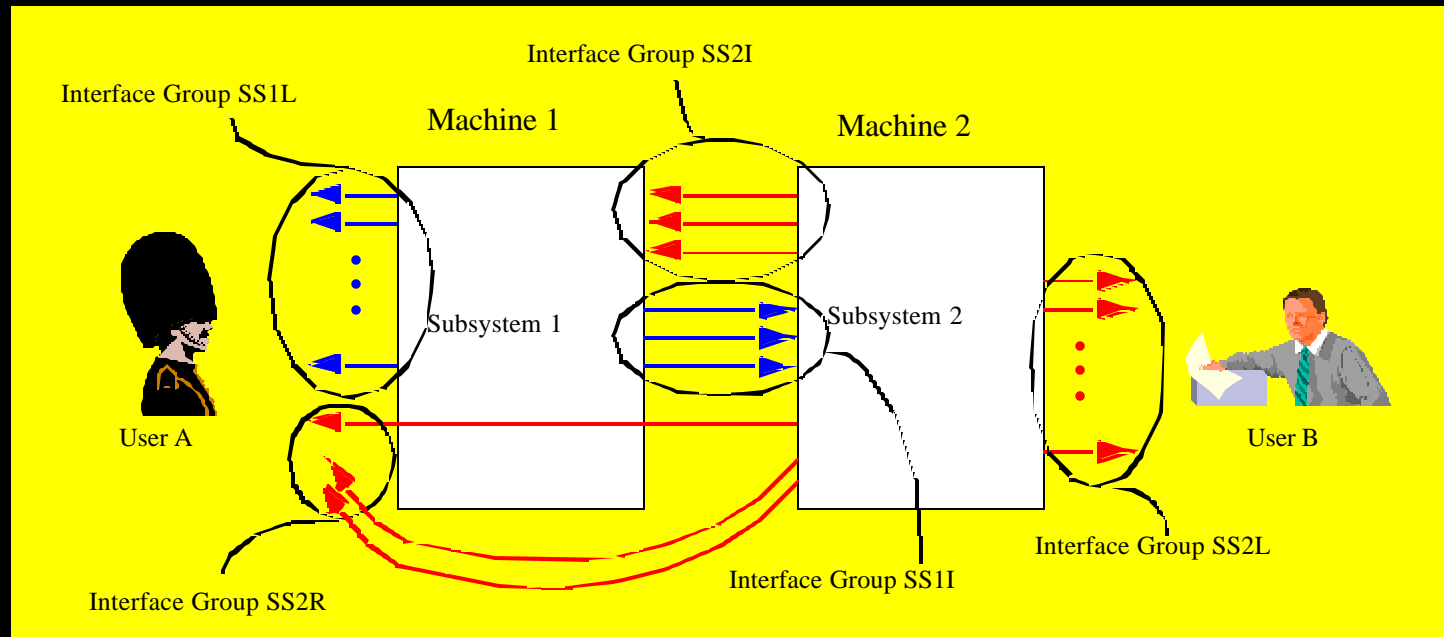 Interface Group SS2I
Interface Group SS1L
Machine 1
Machine 2
Subsystem 1
Subsystem 2
User A
User B
Interface Group SS2L
Interface Group SS1I
Interface Group SS2R